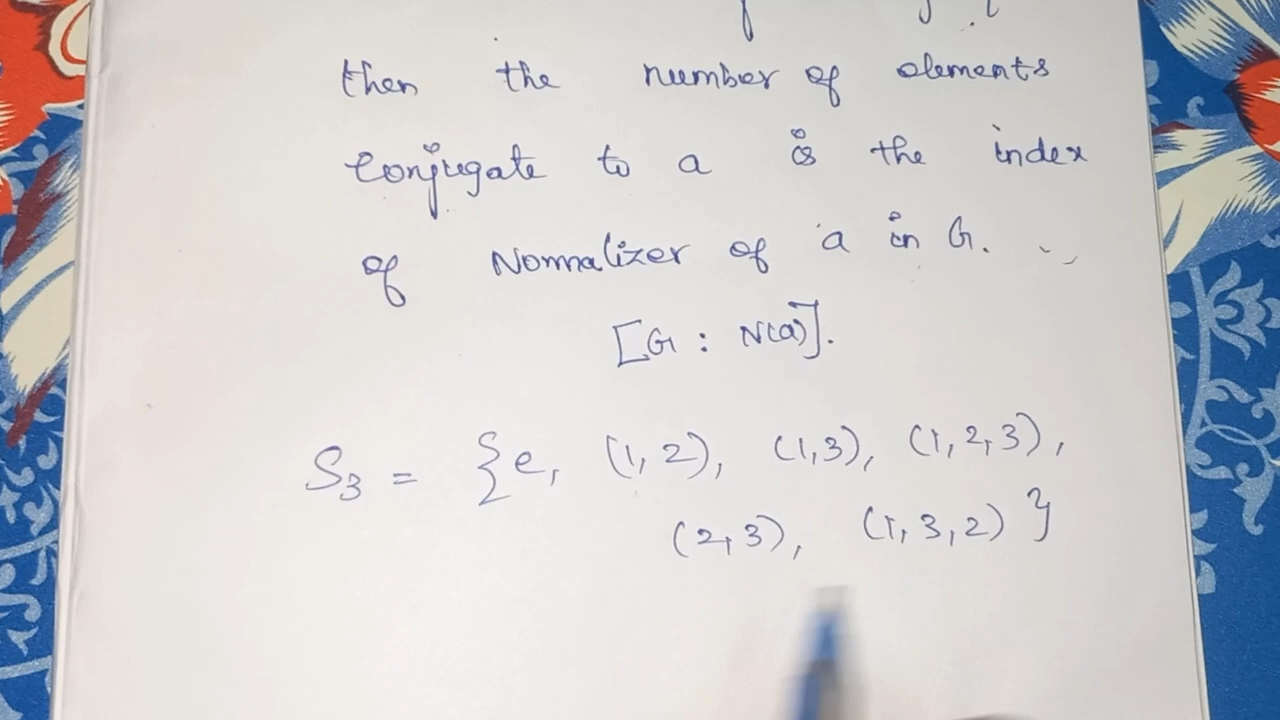 then the number of elements
Conjugate to a is the index
of Normalizer of a in G.
[G : N(a)].
S₃ = {e, (1, 2), (1,3), (1,2,3),
(2,3), (1,3,2) }